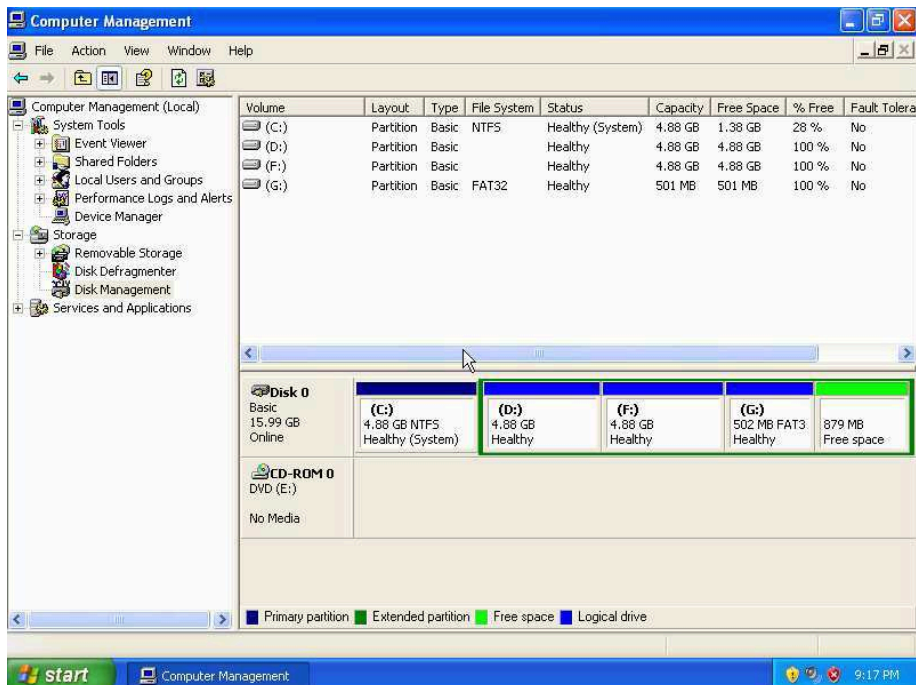 Computer Management
File Action View Window Help
Computer Management (Local)
System Tools
Event Viewer
Shared Folders
Local Users and Groups
Performance Logs and Alerts
Device Manager
Storage
Removable Storage
Disk Defragmenter
Disk Management
Services and Applications
Volume Layout Type File System Status Capacity Free Space % Free Fault Tolera
(C:) Partition Basic NTFS Healthy (System) 4.88 GB 1.38 GB 28 % No
(D:) Partition Basic Healthy 4.88 GB 4.88 GB 100 % No
(F:) Partition Basic Healthy 4.88 GB 4.88 GB 100 % No
(G:) Partition Basic FAT32 Healthy 501 MB 501 MB 100 % No
Disk 0
Basic
15.99 GB
Online
(C:)
4.88 GB NTFS
Healthy (System)
(D:)
4.88 GB
Healthy
(F:)
4.88 GB
Healthy
(G:)
502 MB FAT3
Healthy
879 MB
Free space
CD-ROM 0
DVD (E:)
No Media
Primary partition Extended partition Free space Logical drive
start Computer Management 9:17 PM